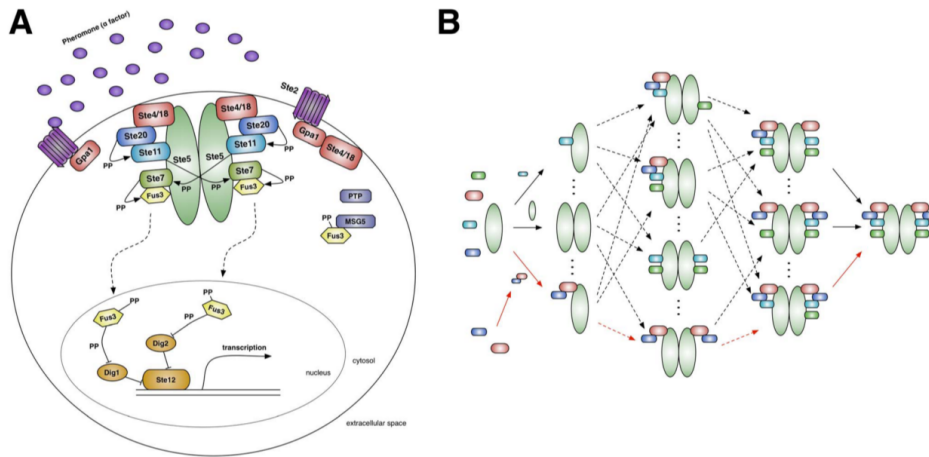 A
B
Pheromone (α factor)
Ste2
Ste4/18
Ste4/18
Ste20
Ste20
Gpa1
Gpa1
Ste4/18
Ste11
Ste5
Ste5
Ste11
PP
PP
Ste7
Ste7
PP
PP
PP
PP
Fus3
Fus3
PTP
PP
MSG5
Fus3
PP
PP
Fus3
Fus3
PP
PP
Dig2
transcription
cytosol
Dig1
Ste12
nucleus
extracellular space